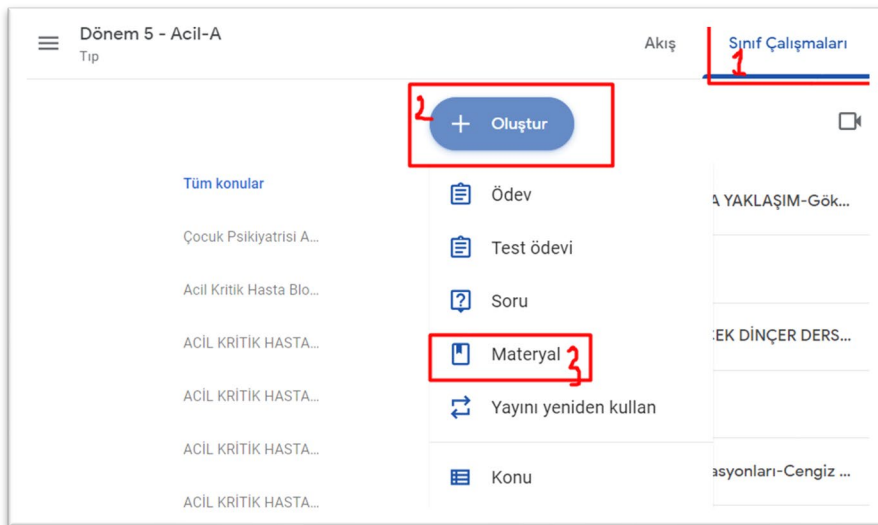 Dönem 5 - Acil-A
Tıp
Akış
Sınıf Çalışmaları
1
2
Oluştur
Tüm konular
Çocuk Psikiyatrisi A...
Acil Kritik Hasta Blo...
ACİL KRİTİK HASTA...
ACİL KRİTİK HASTA...
ACİL KRİTİK HASTA...
ACİL KRİTİK HASTA...
Ödev
Test ödevi
Soru
Materyal 3
Yayını yeniden kullan
Konu
A YAKLAŞIM-Gök...
EK DİNÇER DERS...
asyonları-Cengiz ...